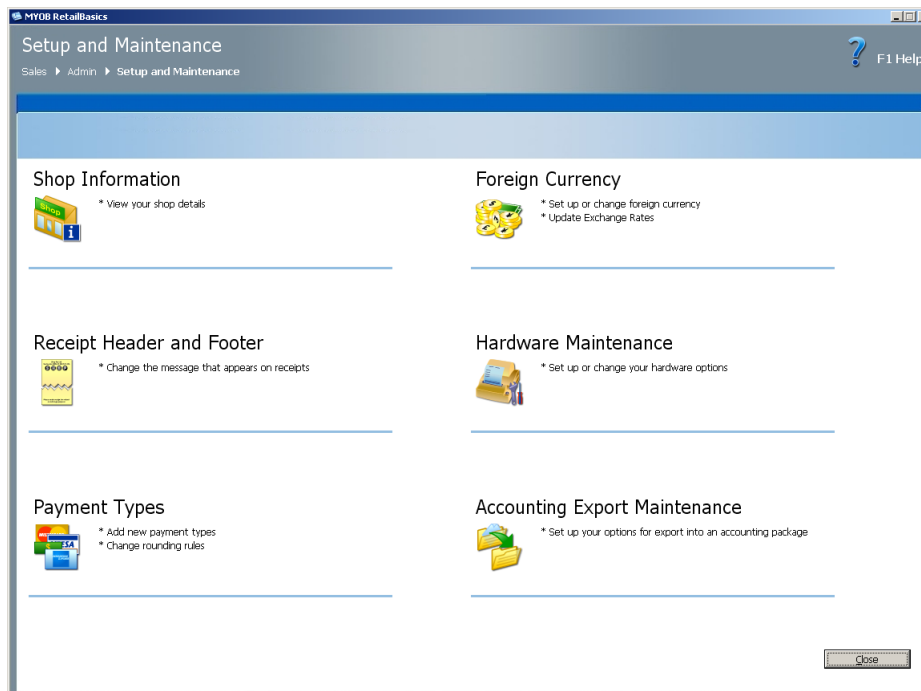 MYOB RetailBasics
Setup and Maintenance
F1 Help
Sales Admin Setup and Maintenance
Shop Information
Shop
i
* View your shop details
Foreign Currency
* Set up or change foreign currency
* Update Exchange Rates
Receipt Header and Footer
* Change the message that appears on receipts
Hardware Maintenance
* Set up or change your hardware options
Payment Types
* Add new payment types
* Change rounding rules
Accounting Export Maintenance
* Set up your options for export into an accounting package
Close